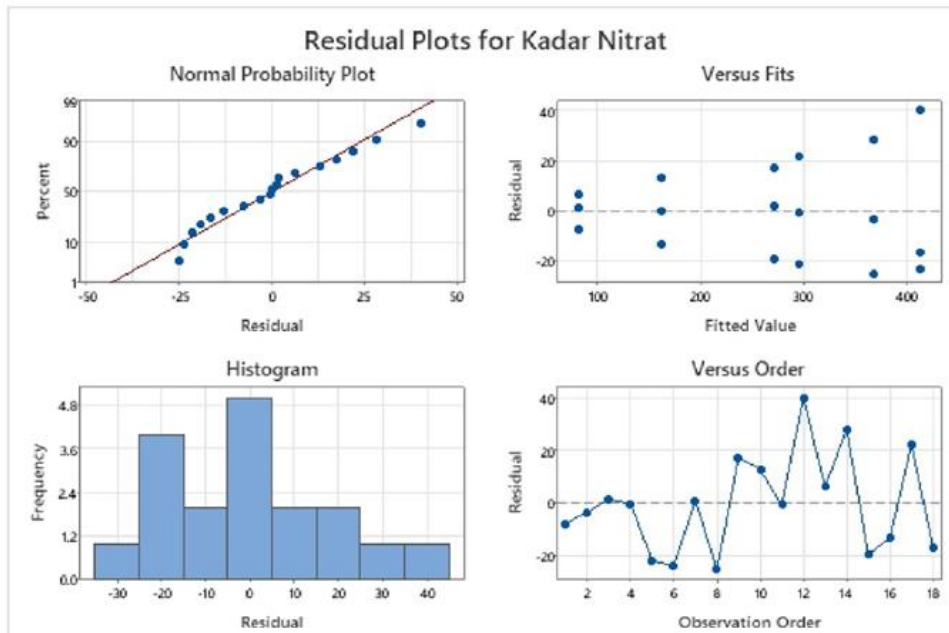 Residual Plots for Kadar Nitrat
Normal Probability Plot
99
90
50
10
1
Percent
-50 -25 0 25 50
Residual
Versus Fits
40
20
0
-20
Residual
100 200 300 400
Fitted Value
Histogram
4.8
3.6
2.4
1.2
0.0
Frequency
-30 -20 -10 0 10 20 30 40
Residual
Versus Order
40
20
0
-20
Residual
2 4 6 8 10 12 14 16 18
Observation Order